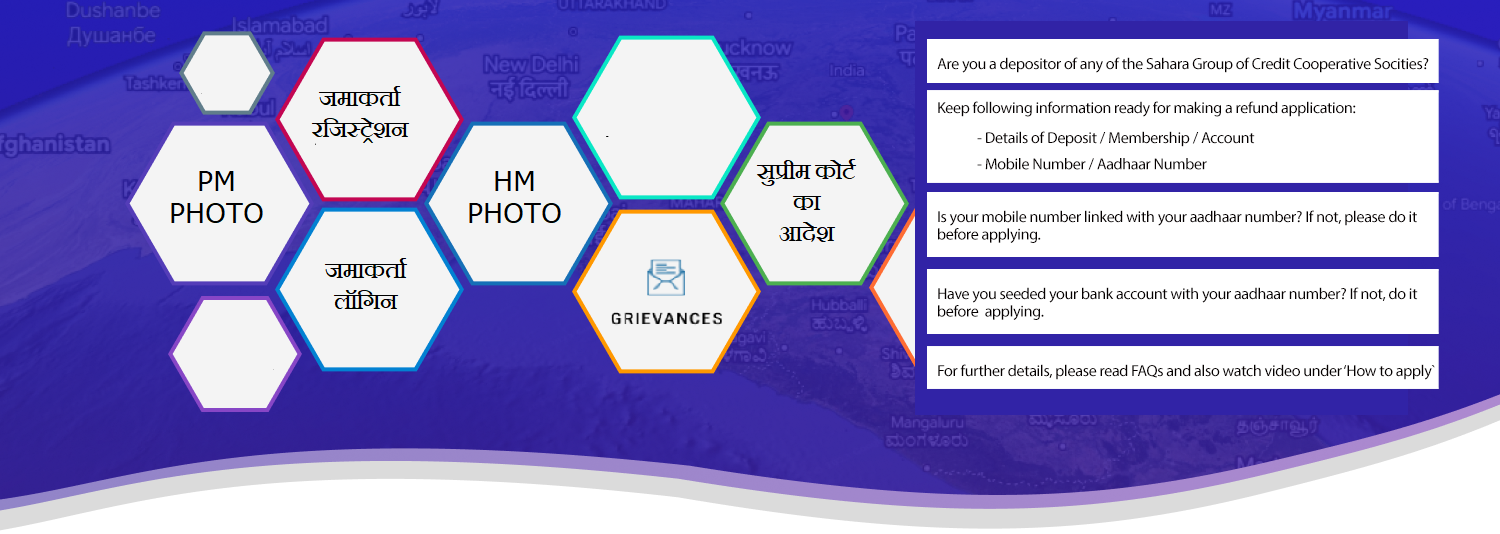 Dushanbe
Душанбе
Islamabad
UTTARAKHAND
MZ
Myanmar
New Delhi
नई दिल्ली
India
जमाकर्ता
रजिस्ट्रेशन
PM
PHOTO
HM
PHOTO
सुप्रीम कोर्ट
का
आदेश
जमाकर्ता
लॉगिन
GRIEVANCES
Hubballi
ಹುಬ್ಬಳ್ಳಿ
Mangaluru
ಮಂಗಳೂರು
Are you a depositor of any of the Sahara Group of Credit Cooperative Socities?
Keep following information ready for making a refund application:
- Details of Deposit / Membership / Account
- Mobile Number / Aadhaar Number
Is your mobile number linked with your aadhaar number? If not, please do it
before applying.
Have you seeded your bank account with your aadhaar number? If not, do it
before applying.
For further details, please read FAQs and also watch video under 'How to apply`